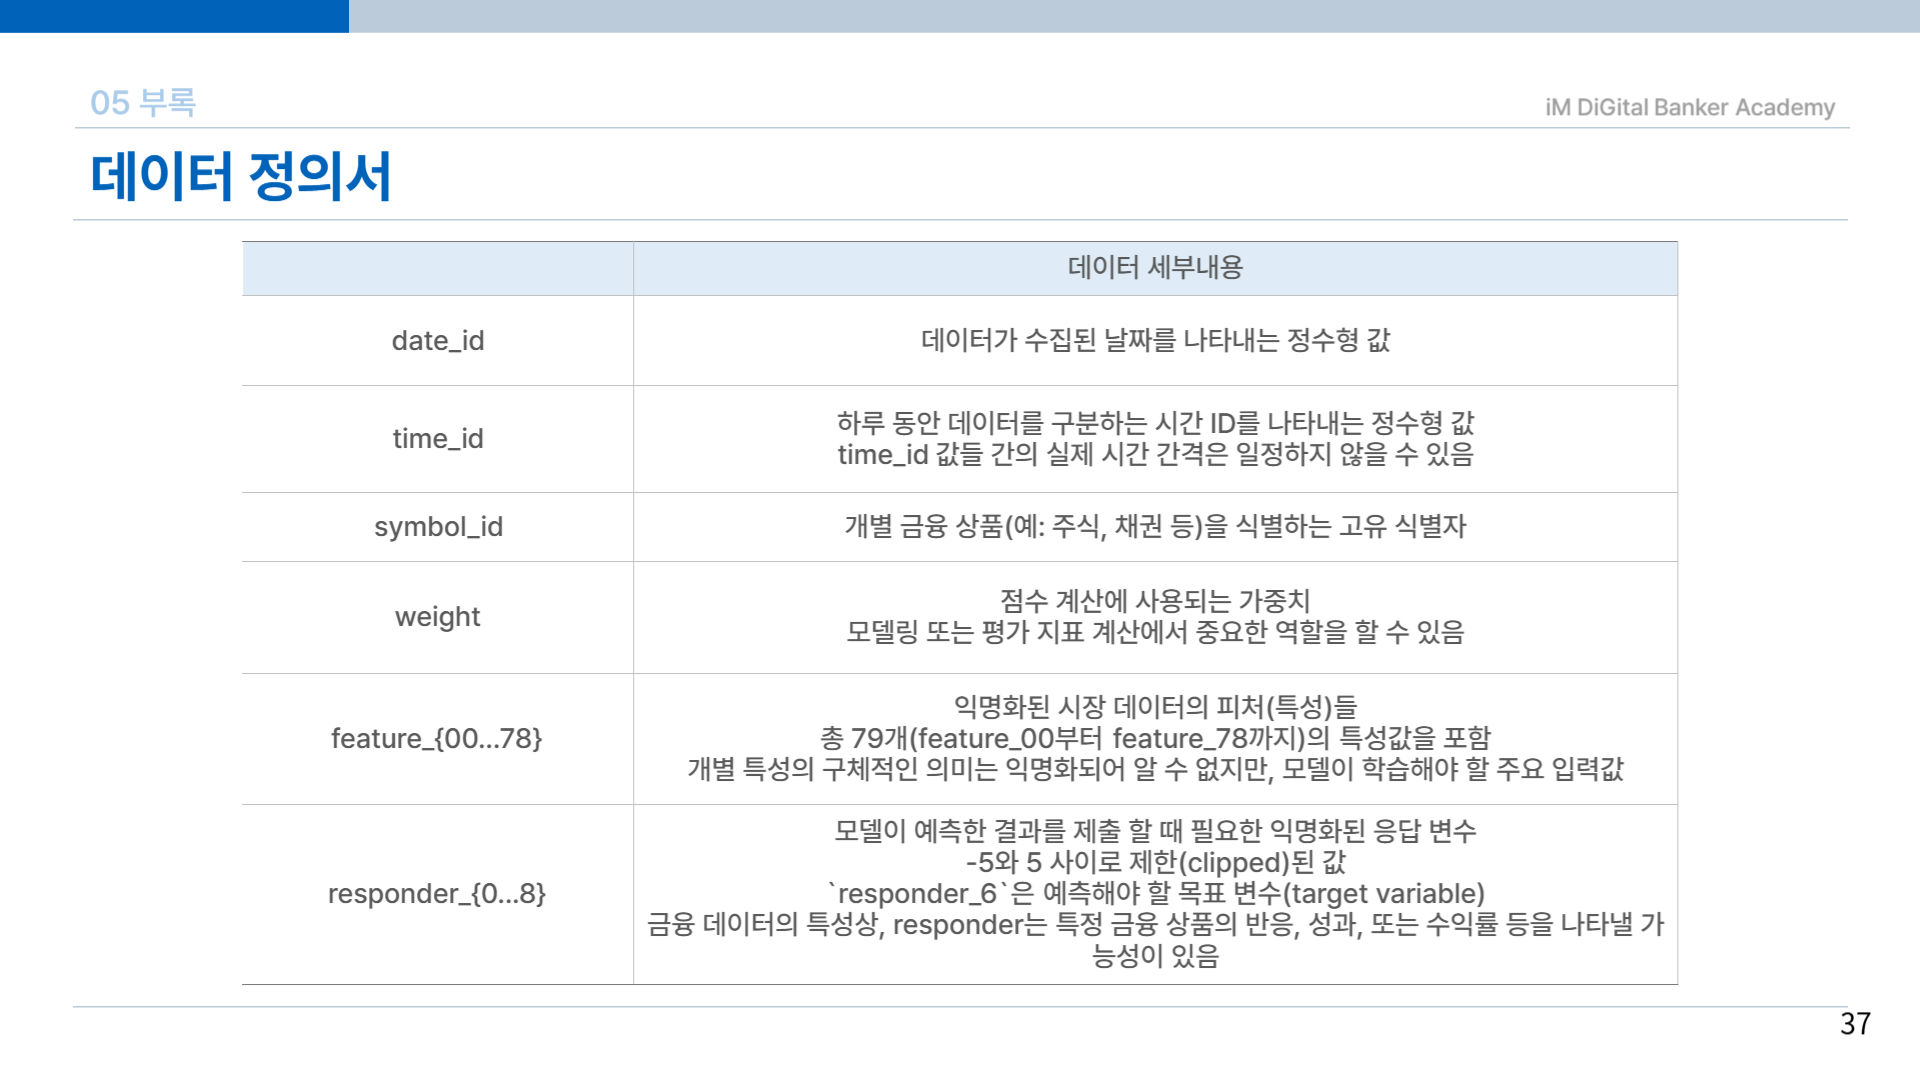 05 부록
iM DiGital Banker Academy
데이터 정의서
데이터 세부내용
date_id
데이터가 수집된 날짜를 나타내는 정수형 값
time_id
하루 동안 데이터를 구분하는 시간 ID를 나타내는 정수형 값
time_id 값들 간의 실제 시간 간격은 일정하지 않을 수 있음
symbol_id
개별 금융 상품(예: 주식, 채권 등)을 식별하는 고유 식별자
weight
점수 계산에 사용되는 가중치
모델링 또는 평가 지표 계산에서 중요한 역할을 할 수 있음
feature_{00...78}
익명화된 시장 데이터의 피처(특성)들
총 79개(feature_00부터 feature_78까지)의 특성값을 포함
개별 특성의 구체적인 의미는 익명화되어 알 수 없지만, 모델이 학습해야 할 주요 입력값
responder_{0...8}
모델이 예측한 결과를 제출 할 때 필요한 익명화된 응답 변수
-5와 5 사이로 제한(clipped)된 값
`responder_6`은 예측해야 할 목표 변수(target variable)
금융 데이터의 특성상, responder는 특정 금융 상품의 반응, 성과, 또는 수익률 등을 나타낼 가
능성이 있음
37